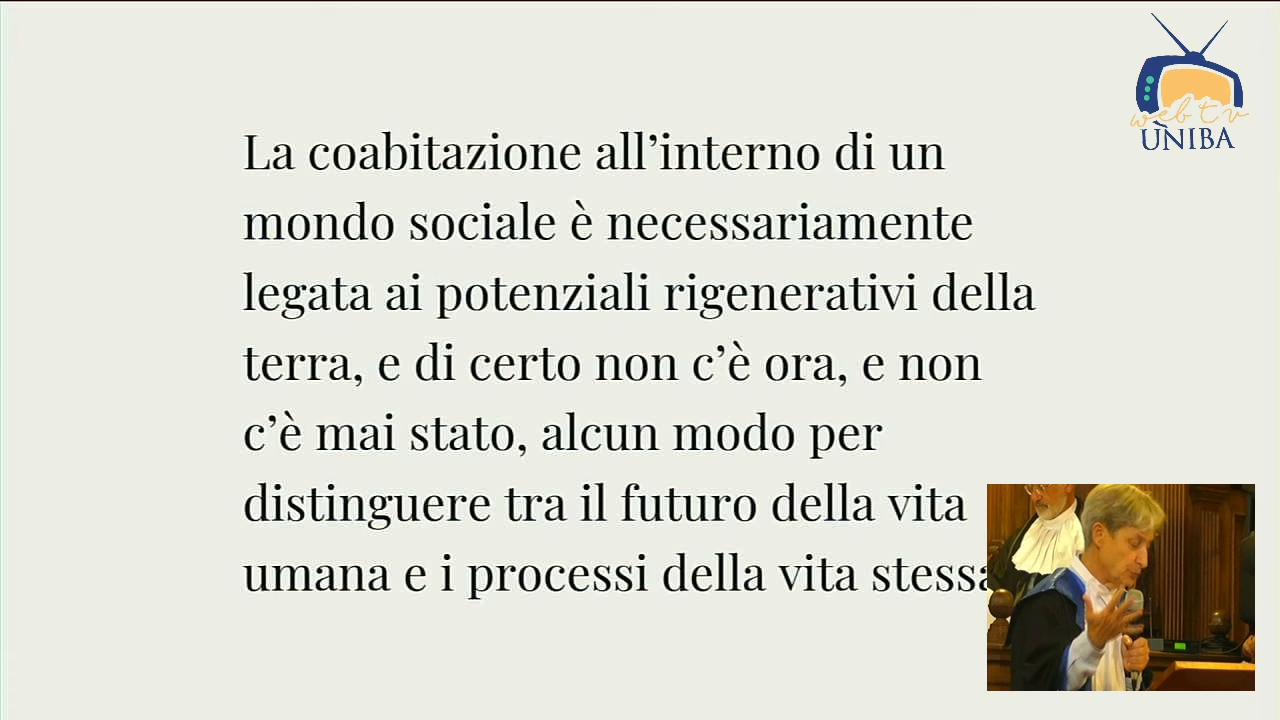 La coabitazione all’interno di un
mondo sociale è necessariamente
legata ai potenziali rigenerativi della
terra, e di certo non c’è ora, e non
c’è mai stato, alcun modo per
distinguere tra il futuro della vita
umana e i processi della vita stessa
web tv
UNIBA